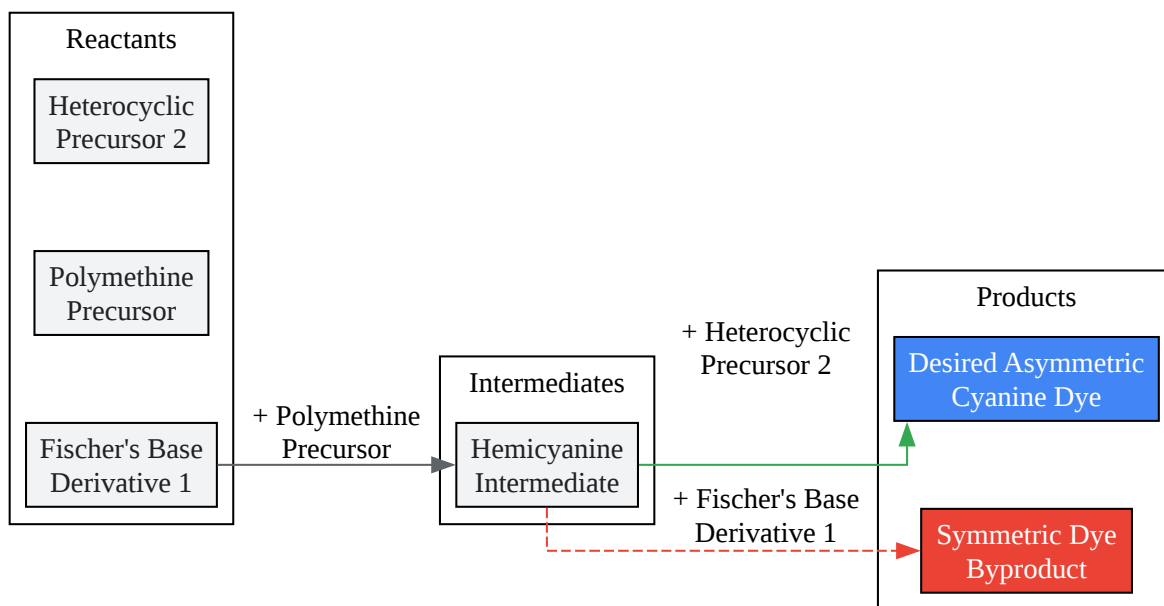 Reactants
Heterocyclic
Precursor 2
Polymethine
Precursor
Fischer's Base
Derivative 1
+ Polymethine
Precursor
Intermediates
Hemicyanine
Intermediate
+ Heterocyclic
Precursor 2
+ Fischer's Base
Derivative 1
Products
Desired Asymmetric
Cyanine Dye
Symmetric Dye
Byproduct